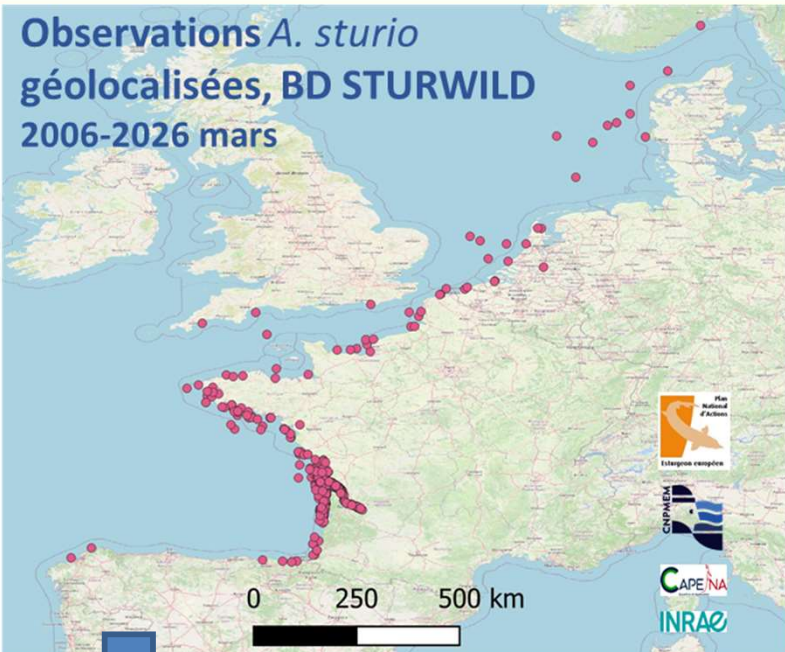 Observations A. sturio
géolocalisées, BD STURWILD
2006-2026 mars
Plan
National
d'Actions
Esturgeon européen
CNPMEM
CAPENA
INRAE
0 250 500 km